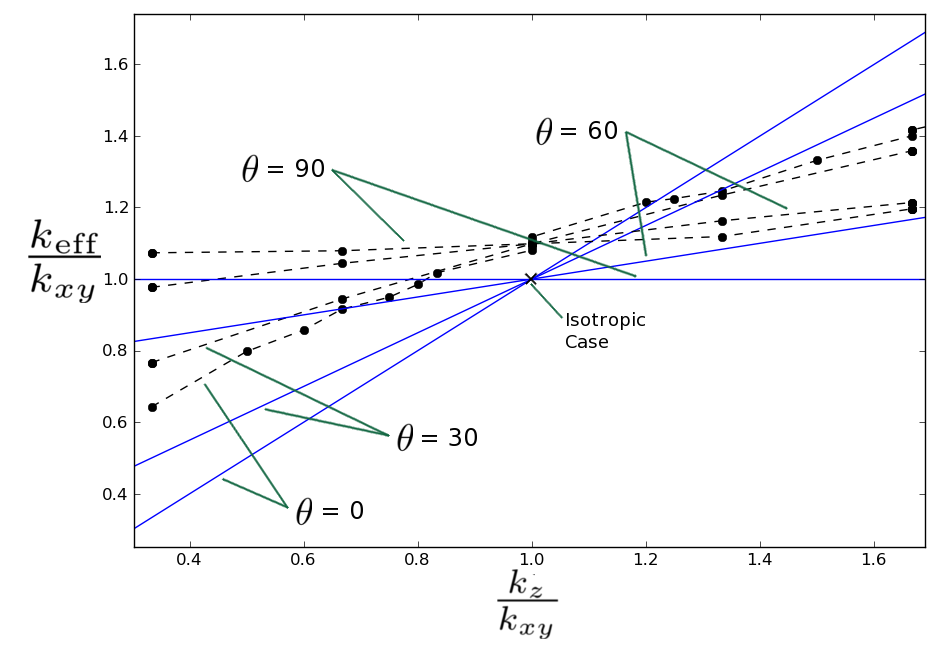 1.6
1.4
1.2
1.0
0.8
0.6
0.4
k_eff
k_xy
θ = 90
θ = 60
Isotropic
Case
θ = 30
θ = 0
0.4 0.6 0.8 1.0 1.2 1.4 1.6
k_z
k_xy